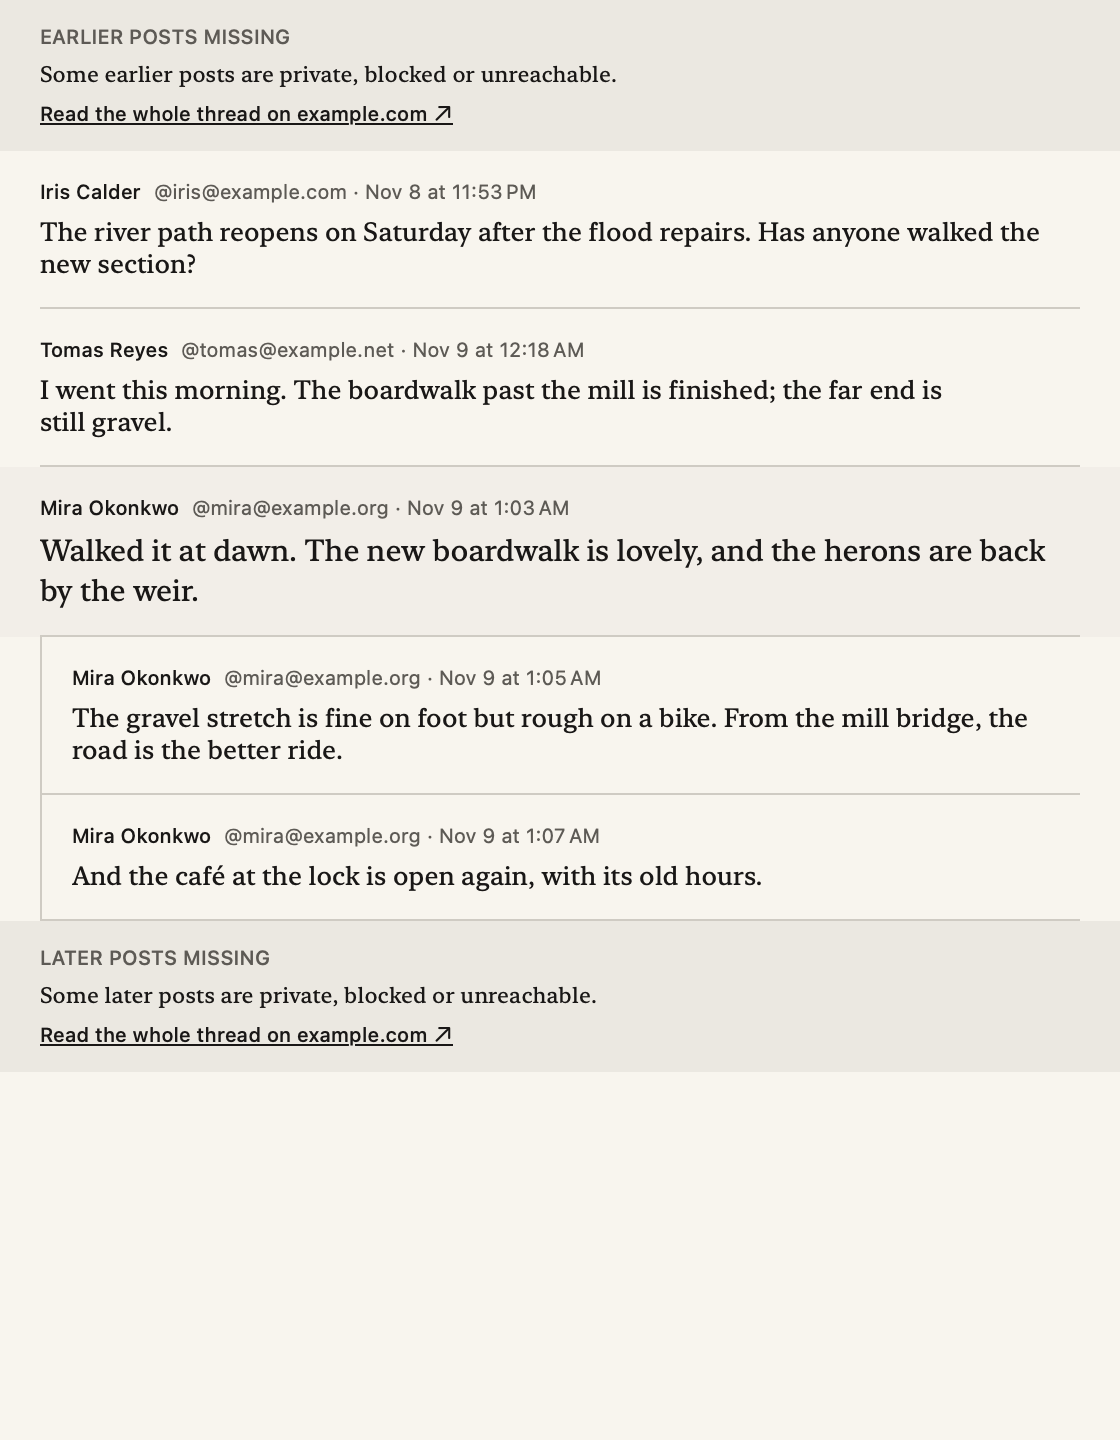 EARLIER POSTS MISSING
Some earlier posts are private, blocked or unreachable.
Read the whole thread on example.com ↗
Iris Calder @iris@example.com · Nov 8 at 11:53 PM
The river path reopens on Saturday after the flood repairs. Has anyone walked the
new section?
Tomas Reyes @tomas@example.net · Nov 9 at 12:18 AM
I went this morning. The boardwalk past the mill is finished; the far end is
still gravel.
Mira Okonkwo @mira@example.org · Nov 9 at 1:03 AM
Walked it at dawn. The new boardwalk is lovely, and the herons are back
by the weir.
Mira Okonkwo @mira@example.org · Nov 9 at 1:05 AM
The gravel stretch is fine on foot but rough on a bike. From the mill bridge, the
road is the better ride.
Mira Okonkwo @mira@example.org · Nov 9 at 1:07 AM
And the café at the lock is open again, with its old hours.
LATER POSTS MISSING
Some later posts are private, blocked or unreachable.
Read the whole thread on example.com ↗